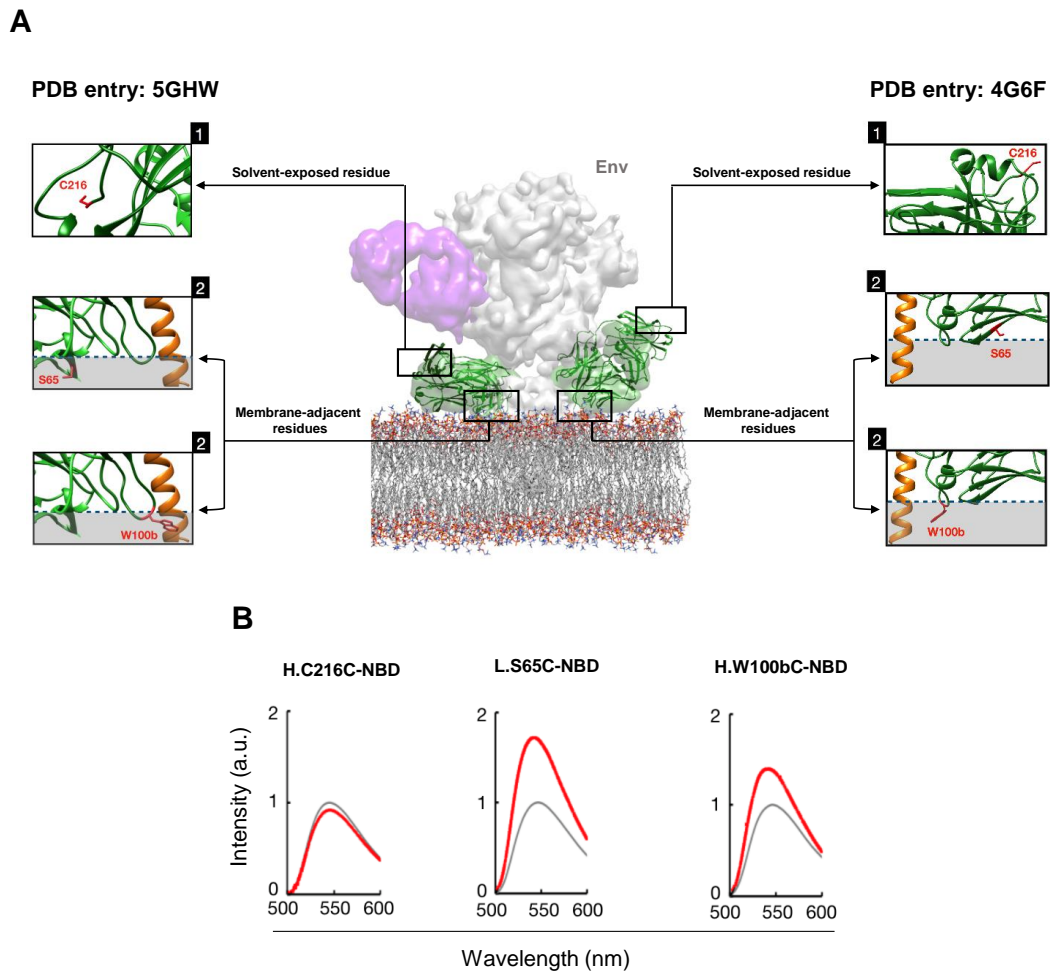 A
PDB entry: 5GHW
PDB entry: 4G6F
1
C216
Solvent-exposed residue
Env
Solvent-exposed residue
1
C216
2
S65
2
S65
Membrane-adjacent
residues
Membrane-adjacent
residues
2
W100b
2
W100b
B
H.C216C-NBD
L.S65C-NBD
H.W100bC-NBD
Intensity (a.u.)
2
1
0
500 550 600
2
1
0
500 550 600
2
1
0
500 550 600
Wavelength (nm)